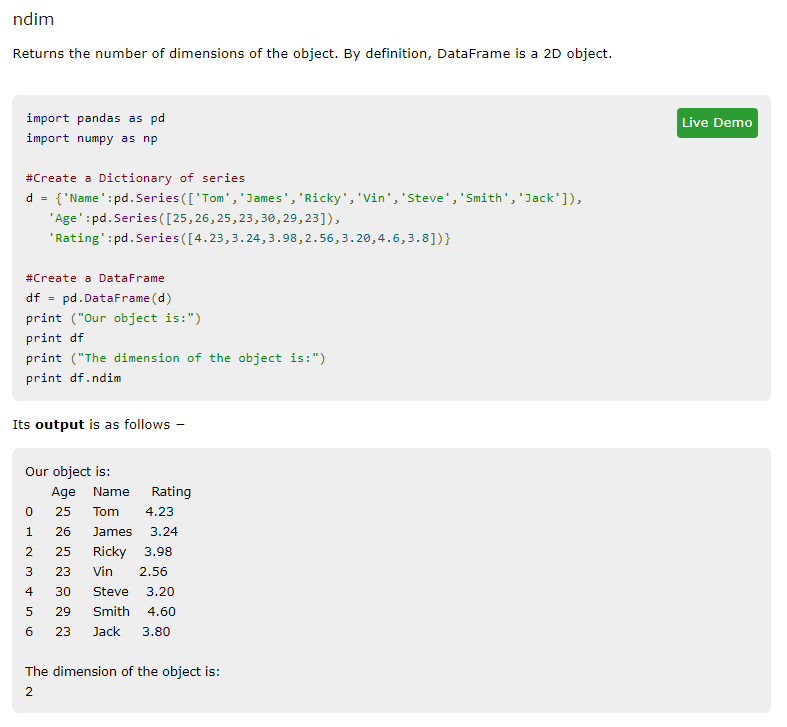 ndim
Returns the number of dimensions of the object. By definition, DataFrame is a 2D object.
Live Demo
import pandas as pd
import numpy as np
#Create a Dictionary of series
d = {'Name':pd.Series(['Tom','James','Ricky','Vin','Steve','Smith','Jack']),
   'Age':pd.Series([25,26,25,23,30,29,23]),
   'Rating':pd.Series([4.23,3.24,3.98,2.56,3.20,4.6,3.8])}
#Create a DataFrame
df = pd.DataFrame(d)
print ("Our object is:")
print df
print ("The dimension of the object is:")
print df.ndim
Its output is as follows −
Our object is:
      Age    Name     Rating
0     25     Tom      4.23
1     26     James    3.24
2     25     Ricky    3.98
3     23     Vin      2.56
4     30     Steve    3.20
5     29     Smith    4.60
6     23     Jack     3.80
The dimension of the object is:
2